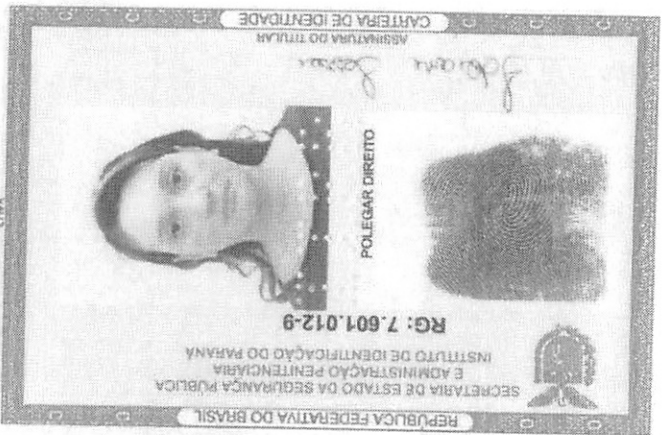 REPÚBLICA FEDERATIVA DO BRASIL
SECRETARIA DE ESTADO DA SEGURANÇA PÚBLICA
E ADMINISTRAÇÃO PENITENCIÁRIA
INSTITUTO DE IDENTIFICAÇÃO DO PARANÁ
RG: 7.601.012-9
POLEGAR DIREITO
ASSINATURA DO TITULAR
CARTEIRA DE IDENTIDADE